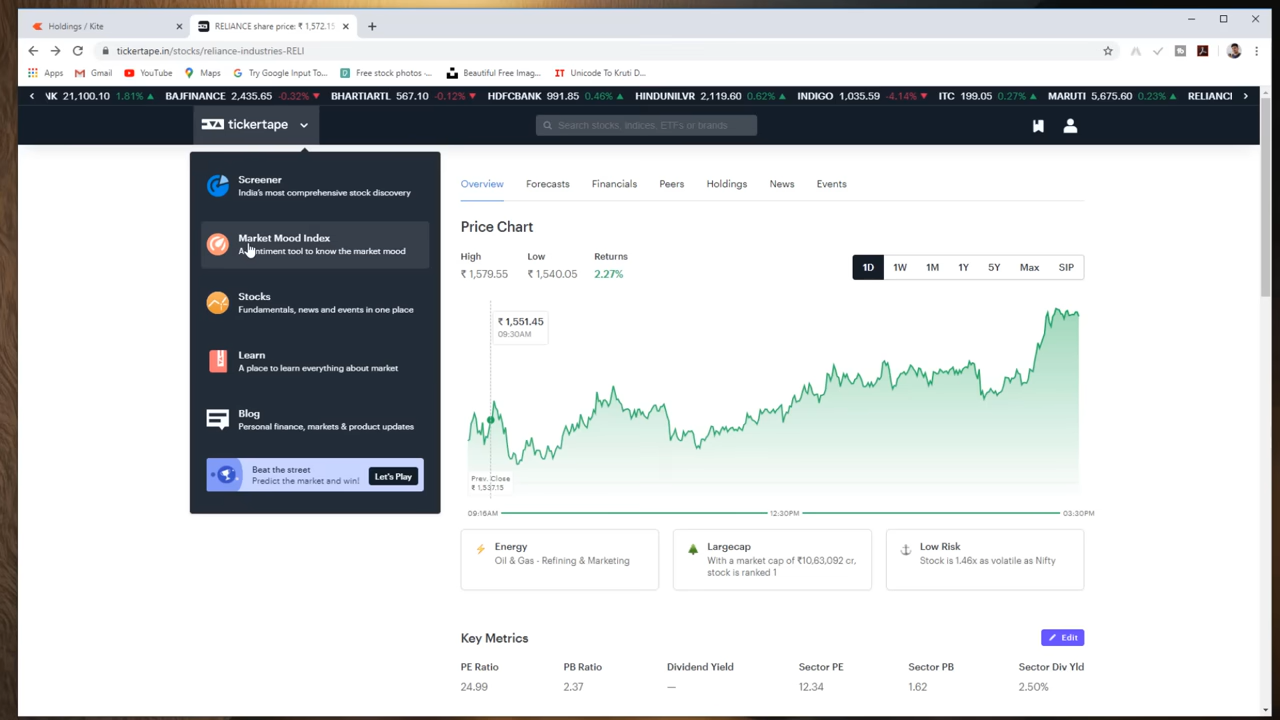 Holdings / Kite
RELIANCE share price: ₹ 1,572.15
tickertape.in/stocks/reliance-industries-RELI
Apps
Gmail
YouTube
Maps
Try Google Input To...
Free stock photos -...
Beautiful Free Imag...
Unicode To Kruti D...
NK 21,100.10 1.81% ▲ BAJFINANCE 2,435.65 -0.32% ▼ BHARTIARTL 567.10 -0.12% ▼ HDFCBANK 991.85 0.46% ▲ HINDUNILVR 2,119.60 0.62% ▲ INDIGO 1,035.59 -4.14% ▼ ITC 199.05 0.27% ▲ MARUTI 5,675.60 0.23% ▲ RELIANC
tickertape
Search stocks, indices, ETFs or brands
Screener
India's most comprehensive stock discovery
Market Mood Index
A sentiment tool to know the market mood
Stocks
Fundamentals, news and events in one place
Learn
A place to learn everything about market
Blog
Personal finance, markets & product updates
Beat the street
Predict the market and win!
Let's Play
Overview Forecasts Financials Peers Holdings News Events
Price Chart
High Low Returns
₹ 1,579.55 ₹ 1,540.05 2.27%
1D 1W 1M 1Y 5Y Max SIP
₹ 1,551.45
09:30AM
Prev. Close
₹ 1,537.15
09:16AM 12:30PM 03:30PM
Energy
Oil & Gas - Refining & Marketing
Largecap
With a market cap of ₹10,63,092 cr,
stock is ranked 1
Low Risk
Stock is 1.46x as volatile as Nifty
Key Metrics
Edit
PE Ratio PB Ratio Dividend Yield Sector PE Sector PB Sector Div Yld
24.99 2.37 — 12.34 1.62 2.50%